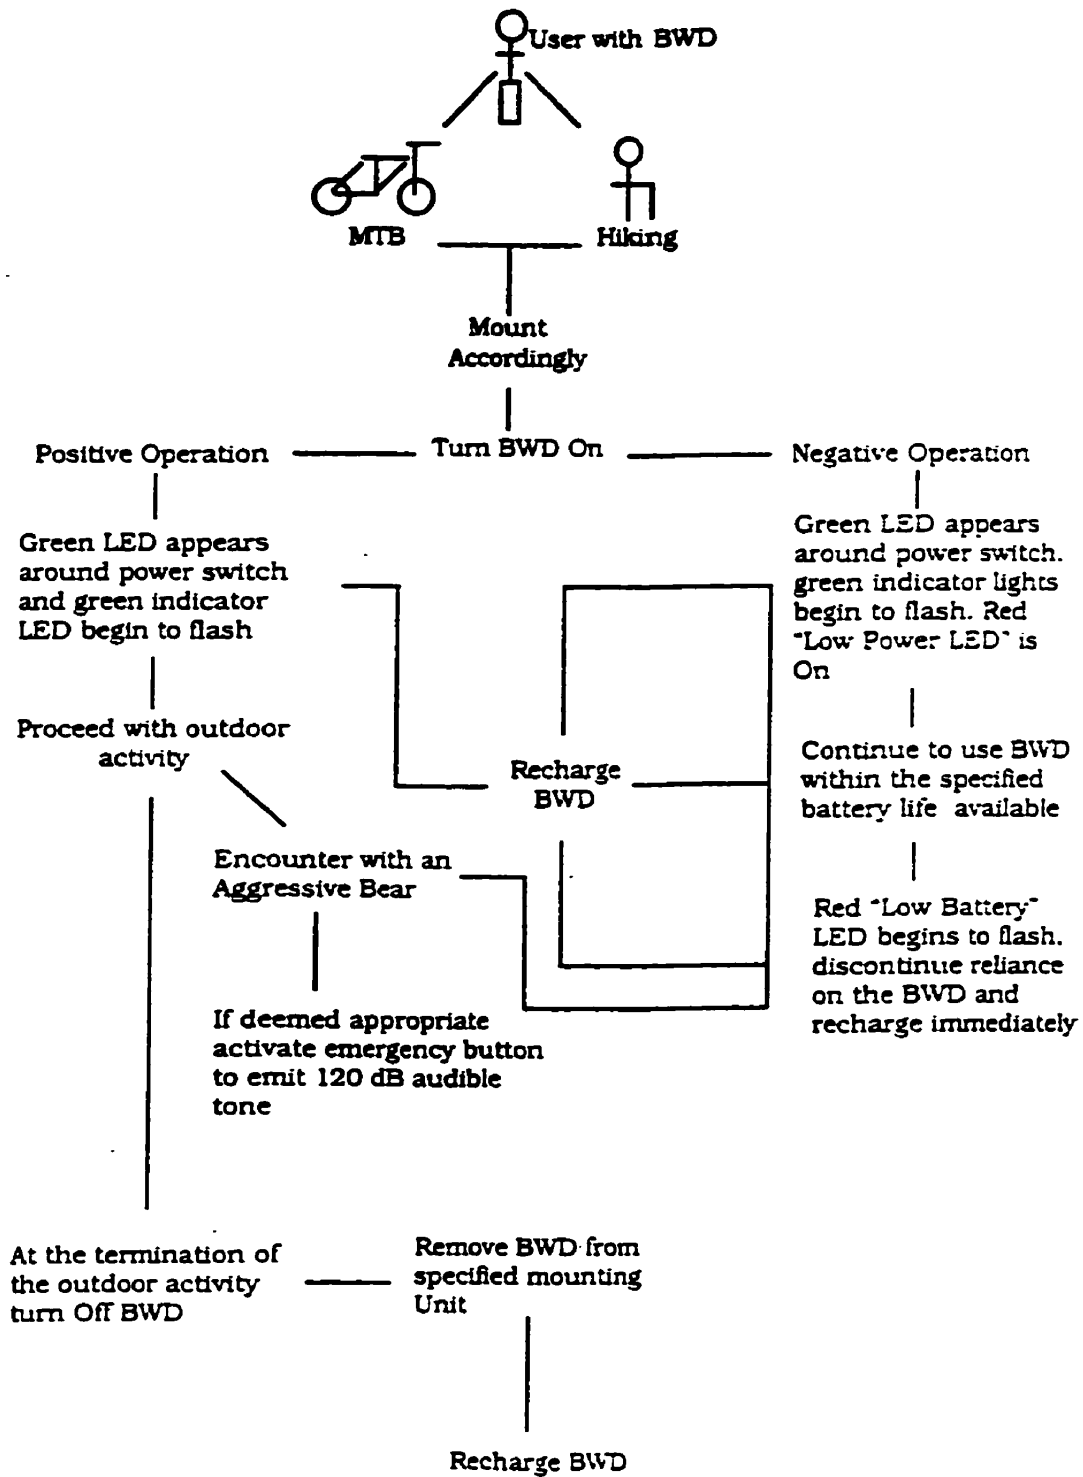 User with BWD
MTB
Hiking
Mount
Accordingly
Turn BWD On
Positive Operation
Negative Operation
Green LED appears
around power switch
and green indicator
LED begin to flash
Green LED appears
around power switch.
green indicator lights
begin to flash. Red
"Low Power LED" is
On
Proceed with outdoor
activity
Recharge
BWD
Continue to use BWD
within the specified
battery life available
Encounter with an
Aggressive Bear
Red "Low Battery"
LED begins to flash.
discontinue reliance
on the BWD and
recharge immediately
If deemed appropriate
activate emergency button
to emit 120 dB audible
tone
At the termination of
the outdoor activity
turn Off BWD
Remove BWD from
specified mounting
Unit
Recharge BWD